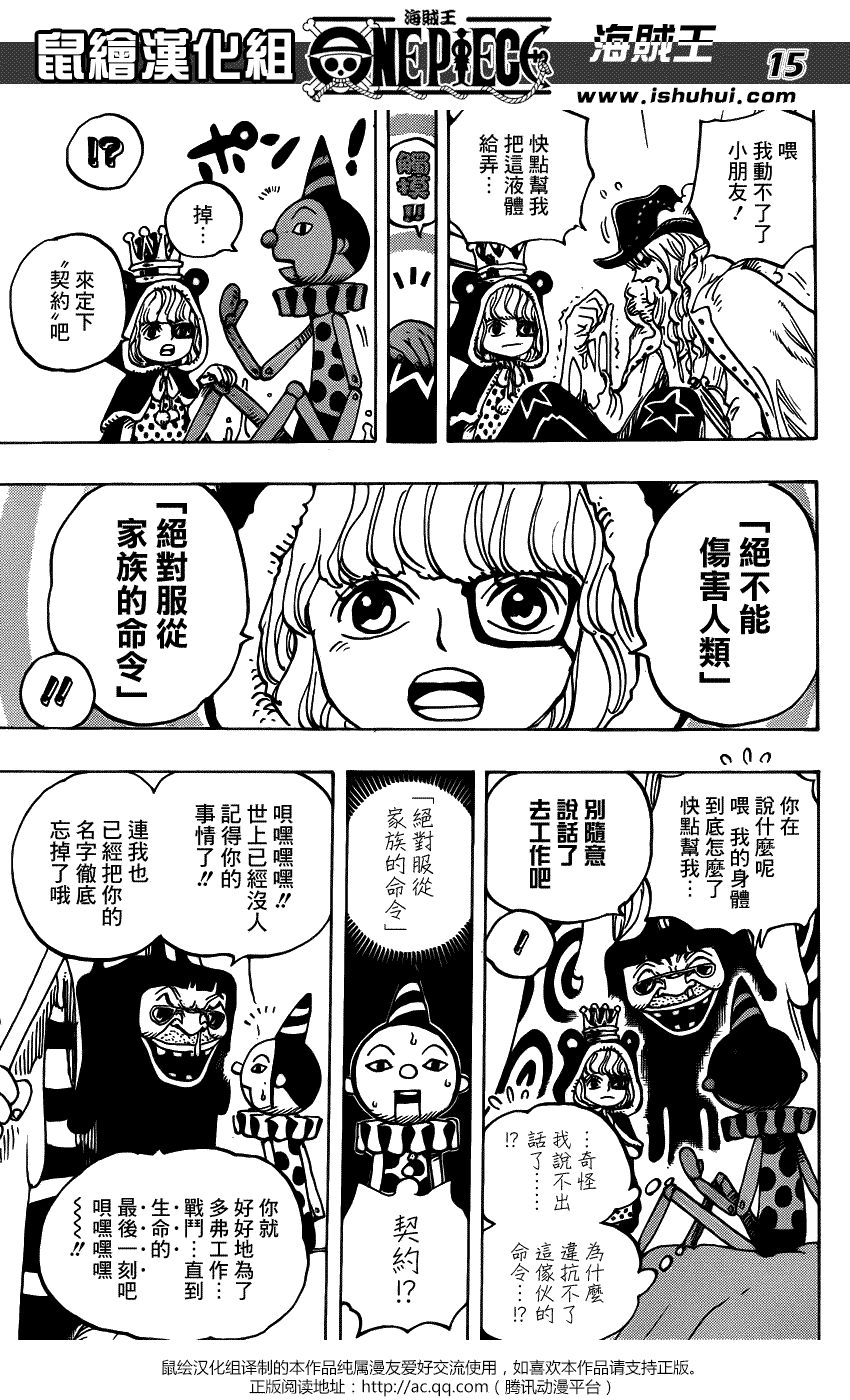 鼠繪漢化組
海賊王
ONE PIECE
海賊王
15
www.ishuhui.com
喂
我動不了了
小朋友!
快點幫我
把這液體
給弄…
觸摸!!
ポン!
!?
掉…
來定下
“契約”吧
「絕不能
傷害人類」
「絕對服從
家族的命令」
!!
你在
說什麼呢
喂 我的身體
到底怎麼了
快點幫我…
別隨意
說話了
去工作吧
!
…奇怪
我說不出
話了……
!?
為什麼
違抗不了
這傢伙的
命令…!?
「絕對服從
家族的命令」
契約!?
唄嘿嘿嘿!!
世上已經沒人
記得你的
事情了!!
連我也
已經把你的
名字徹底
忘掉了哦
你就
好好地為了
多弗工作…
戰鬥…直到
生命的
最後一刻吧
唄嘿嘿嘿
~~~!!
鼠绘汉化组译制的本作品纯属漫友爱好交流使用，如喜欢本作品请支持正版。
正版阅读地址：http://ac.qq.com（腾讯动漫平台）